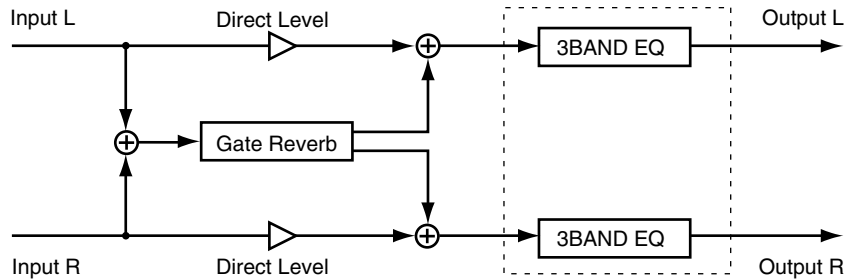 Input L
Direct Level
Output L
3BAND EQ
Gate Reverb
3BAND EQ
Input R
Direct Level
Output R